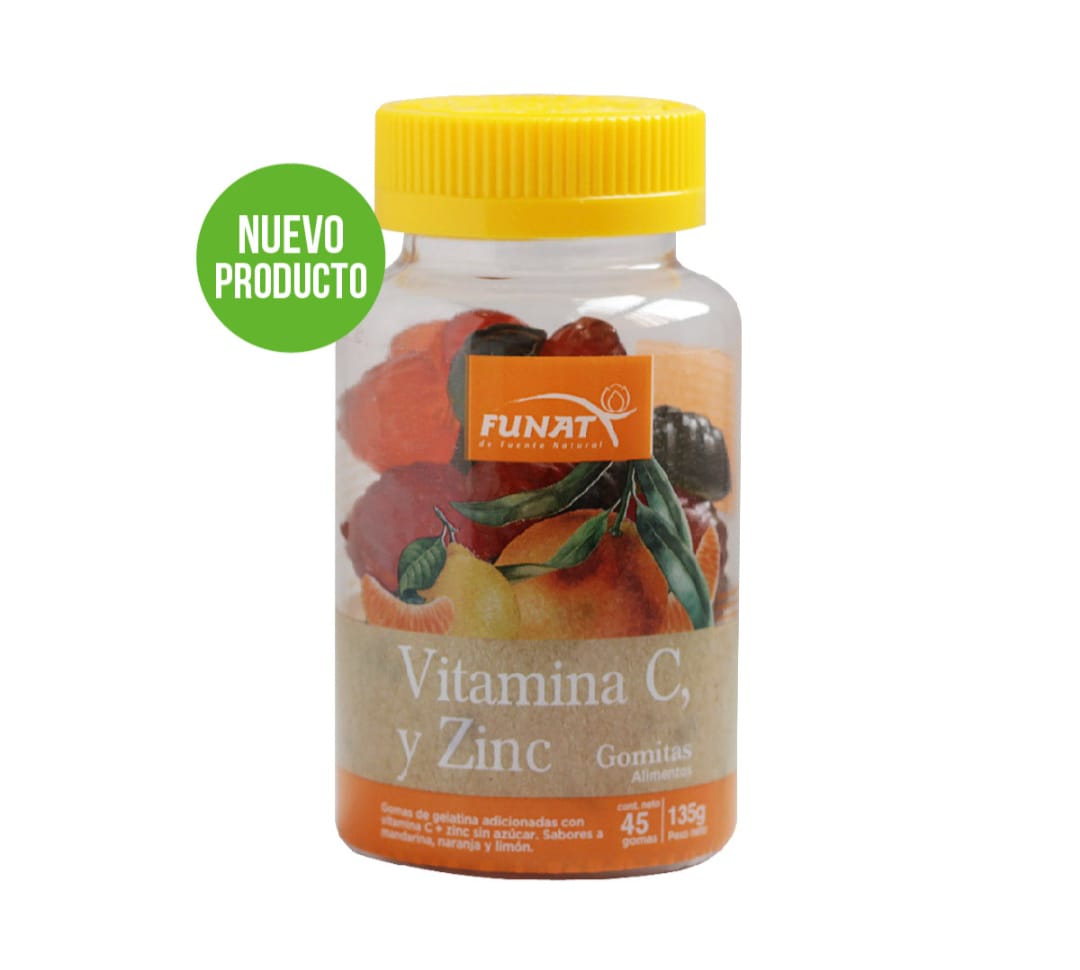 NUEVO
PRODUCTO
FUNAT
de Fuente Natural
Vitamina C,
y Zinc
Gomitas
Alimentos
Gomas de gelatina adicionadas con
vitamina C + zinc sin azúcar. Sabores a
mandarina, naranja y limón.
cont. neto
45
gomas
135g
Peso neto